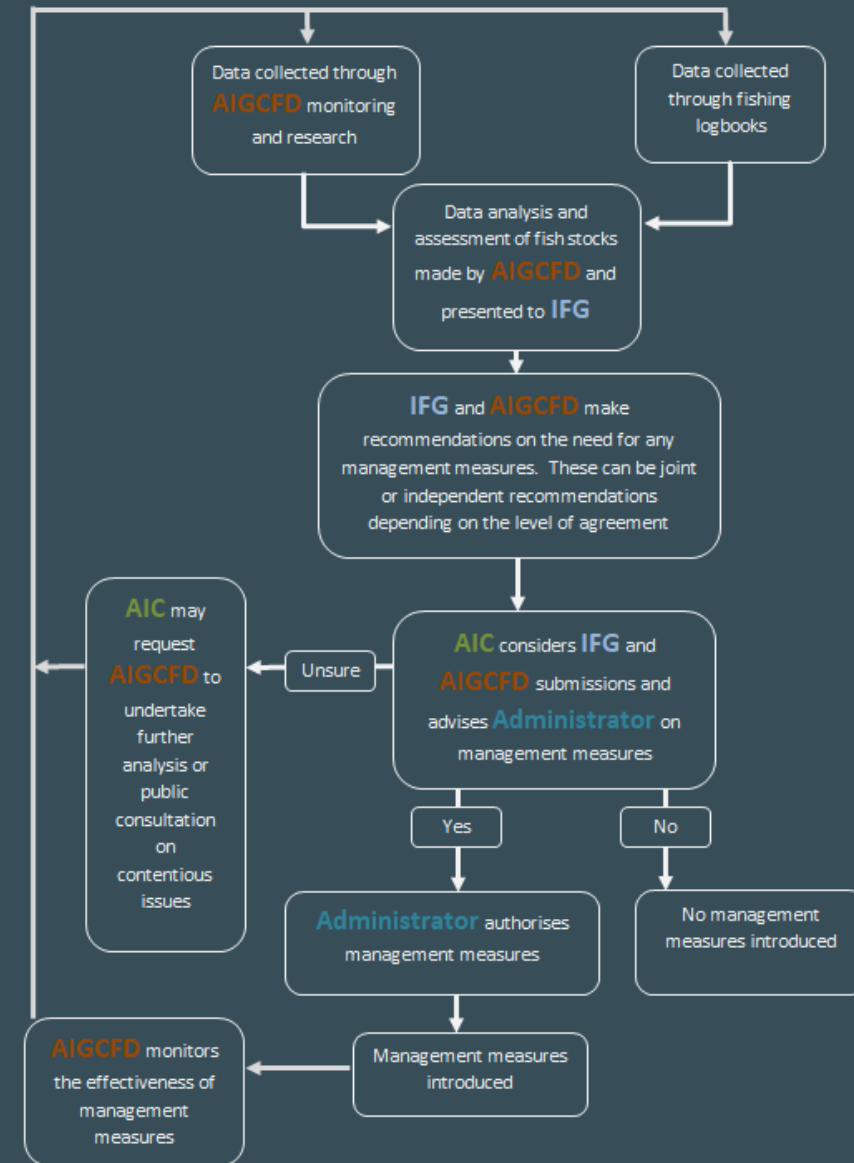 Data collected through
AIGCFD monitoring
and research
Data collected
through fishing
logbooks
Data analysis and
assessment of fish stocks
made by AIGCFD and
presented to IFG
IFG and AIGCFD make
recommendations on the need for any
management measures. These can be joint
or independent recommendations
depending on the level of agreement
AIC may
request
AIGCFD to
undertake
further
analysis or
public
consultation
on
contentious
issues
Unsure
AIC considers IFG and
AIGCFD submissions and
advises Administrator on
management measures
Yes
No
Administrator authorises
management measures
No management
measures introduced
AIGCFD monitors
the effectiveness of
management
measures
Management measures
introduced